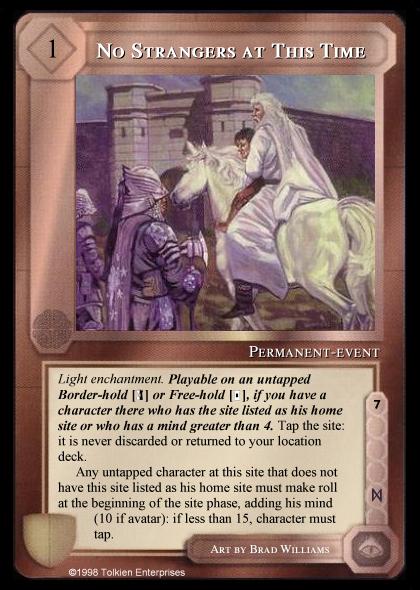 1
No Strangers at This Time
Permanent-event
Light enchantment. Playable on an untapped
Border-hold [] or Free-hold [], if you have a
character there who has the site listed as his home
site or who has a mind greater than 4. Tap the site:
it is never discarded or returned to your location
deck.
Any untapped character at this site that does not
have this site listed as his home site must make roll
at the beginning of the site phase, adding his mind
(10 if avatar): if less than 15, character must
tap.
7
Art by Brad Williams
©1998 Tolkien Enterprises